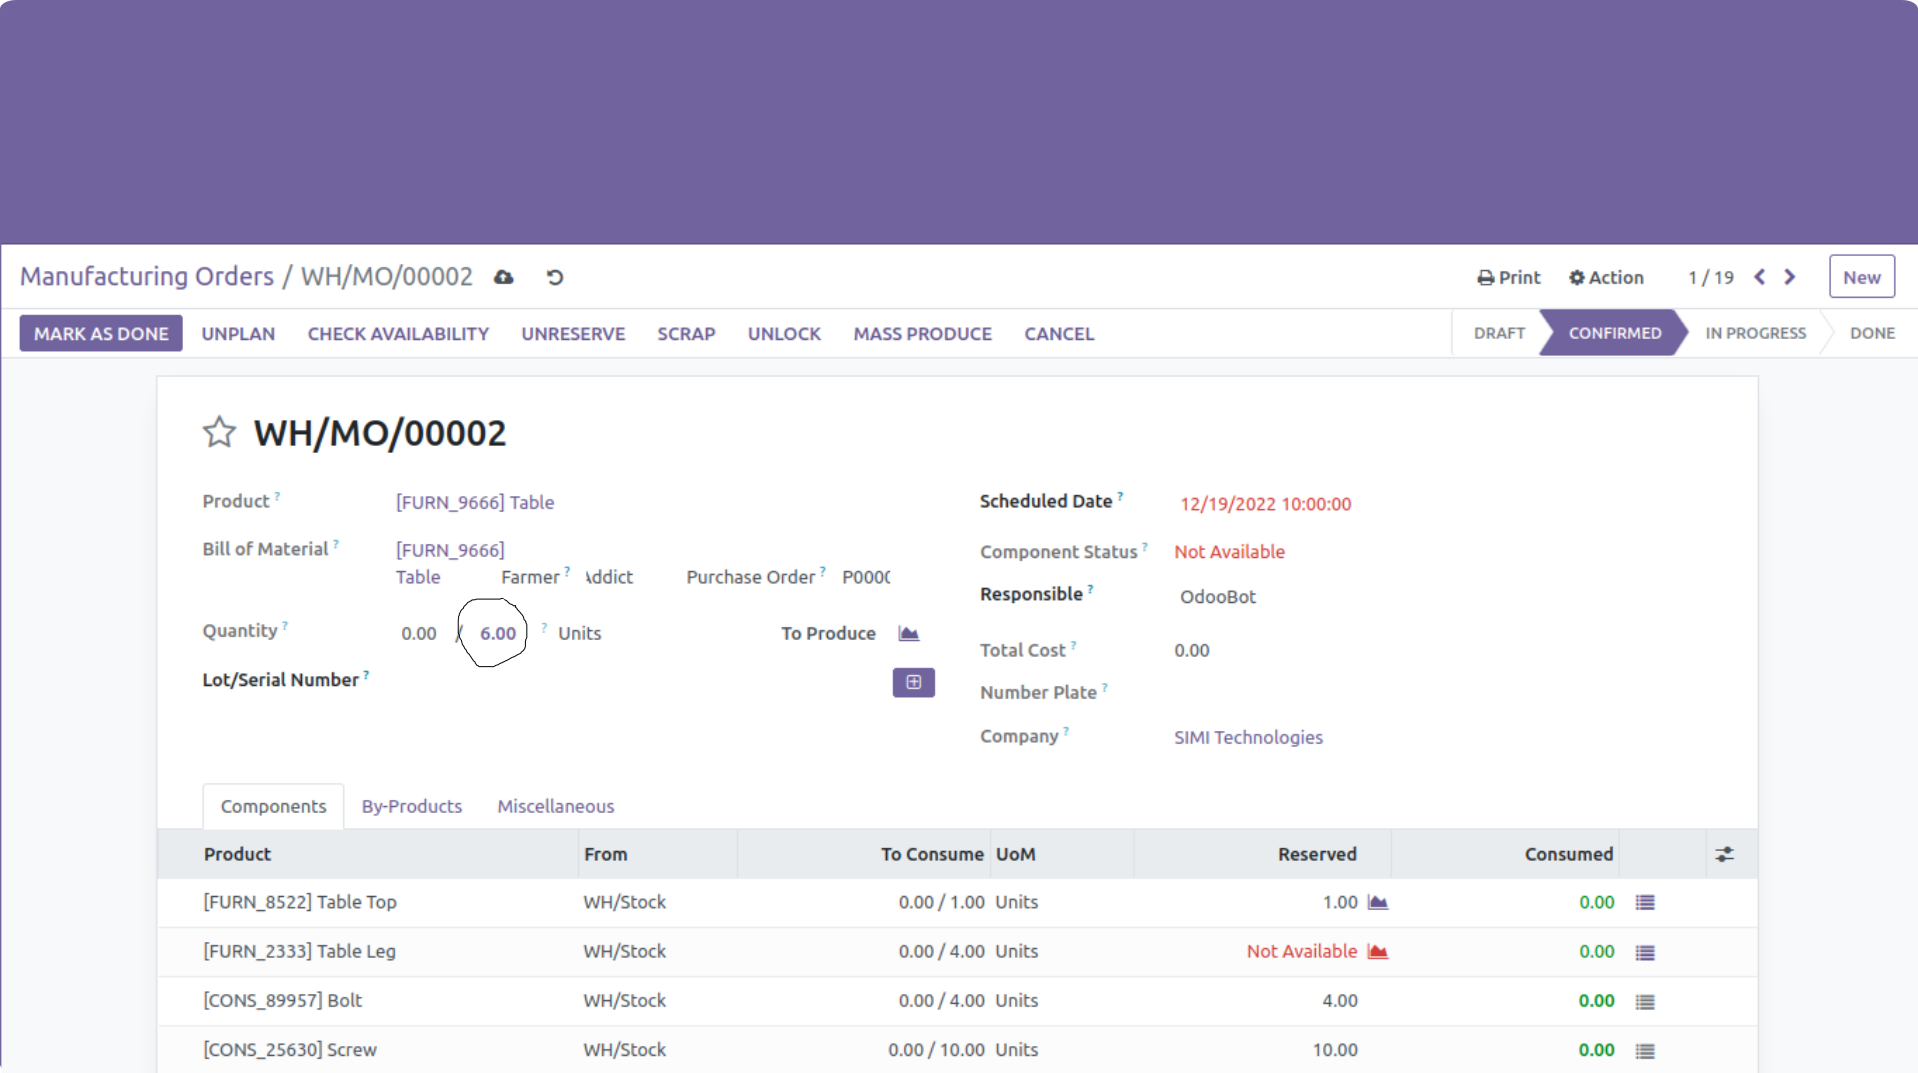 Manufacturing Orders / WH/MO/00002
Print Action 1 / 19 New
MARK AS DONE UNPLAN CHECK AVAILABILITY UNRESERVE SCRAP UNLOCK MASS PRODUCE CANCEL DRAFT CONFIRMED IN PROGRESS DONE
WH/MO/00002
Product ? [FURN_9666] Table
Bill of Material ? [FURN_9666]
Table Farmer ? Addict Purchase Order ? P0000
Quantity ? 0.00 / 6.00 ? Units To Produce
Lot/Serial Number ?
Scheduled Date ? 12/19/2022 10:00:00
Component Status ? Not Available
Responsible ? OdooBot
Total Cost ? 0.00
Number Plate ?
Company ? SIMI Technologies
Components By-Products Miscellaneous
Product From To Consume UoM Reserved Consumed
[FURN_8522] Table Top WH/Stock 0.00 / 1.00 Units 1.00 0.00
[FURN_2333] Table Leg WH/Stock 0.00 / 4.00 Units Not Available 0.00
[CONS_89957] Bolt WH/Stock 0.00 / 4.00 Units 4.00 0.00
[CONS_25630] Screw WH/Stock 0.00 / 10.00 Units 10.00 0.00